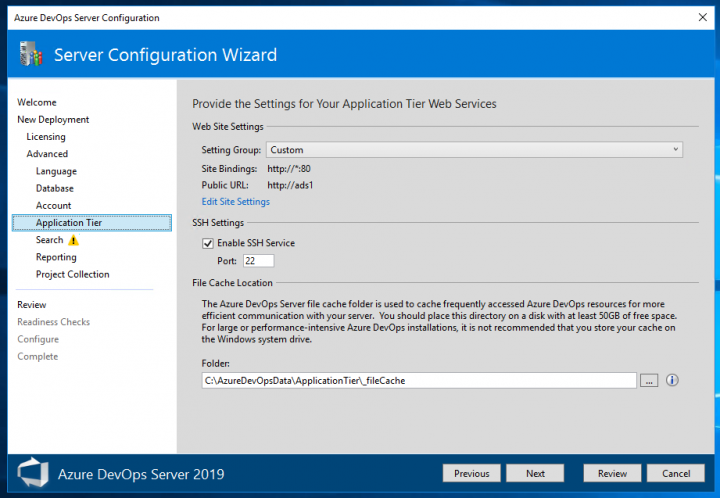 Azure DevOps Server Configuration
Server Configuration Wizard
Welcome
New Deployment
Licensing
Advanced
Language
Database
Account
Application Tier
Search
Reporting
Project Collection
Review
Readiness Checks
Configure
Complete
Provide the Settings for Your Application Tier Web Services
Web Site Settings
Setting Group: Custom
Site Bindings: http://*:80
Public URL: http://ads1
Edit Site Settings
SSH Settings
Enable SSH Service
Port: 22
File Cache Location
The Azure DevOps Server file cache folder is used to cache frequently accessed Azure DevOps resources for more
efficient communication with your server. You should place this directory on a disk with at least 50GB of free space.
For large or performance-intensive Azure DevOps installations, it is not recommended that you store your cache on
the Windows system drive.
Folder:
C:\AzureDevOpsData\ApplicationTier\_fileCache
...
Azure DevOps Server 2019
Previous
Next
Review
Cancel